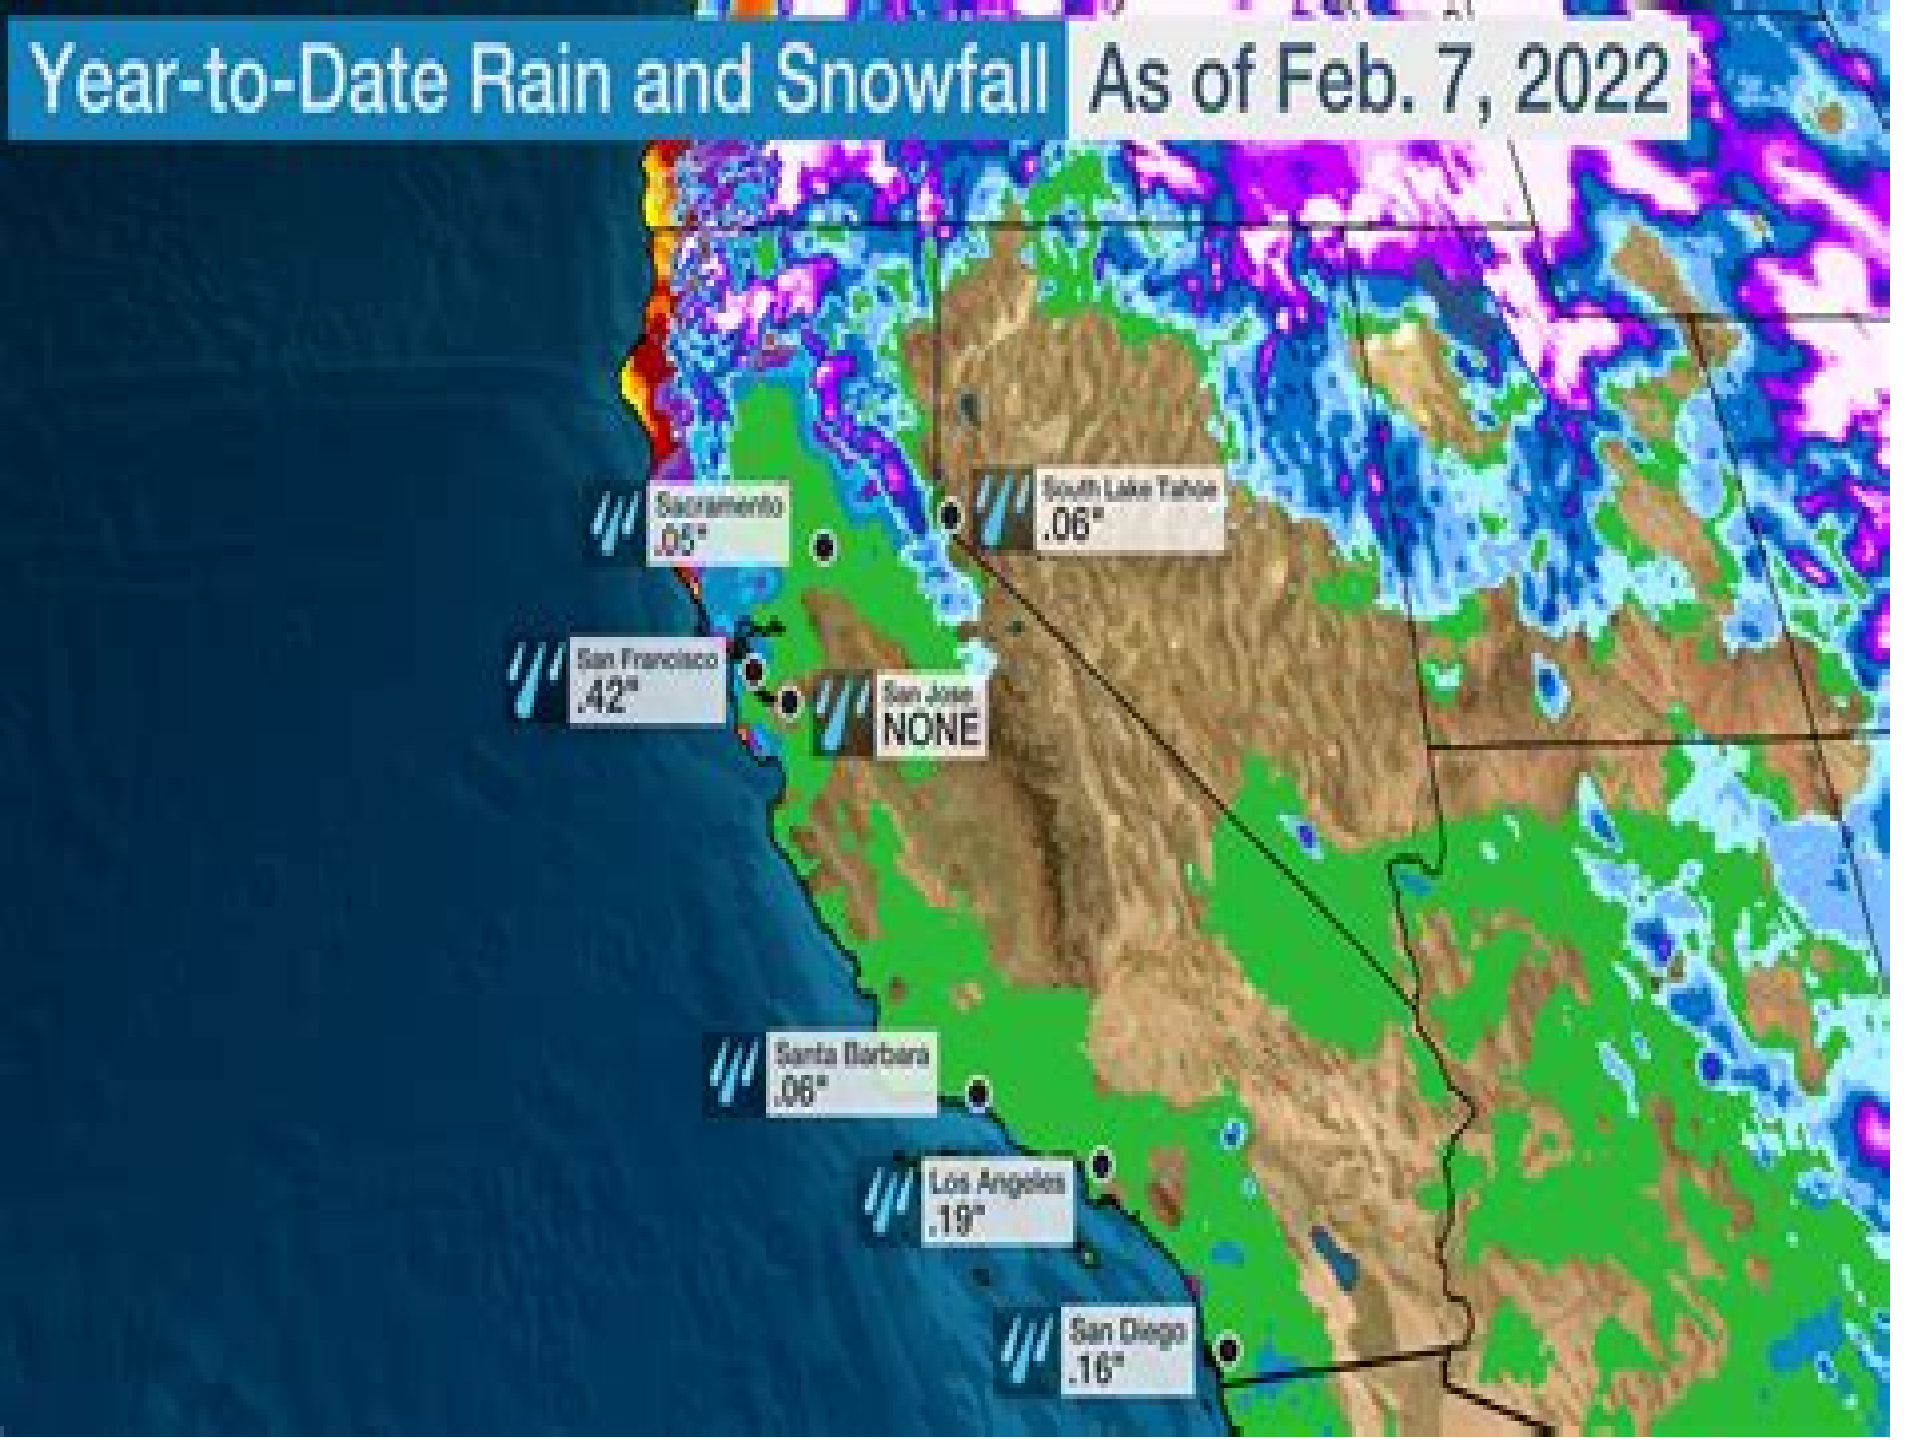 Year-to-Date Rain and Snowfall As of Feb. 7, 2022
Sacramento
.05"
South Lake Tahoe
.06"
San Francisco
.42"
San Jose
NONE
Santa Barbara
.06"
Los Angeles
.19"
San Diego
.16"